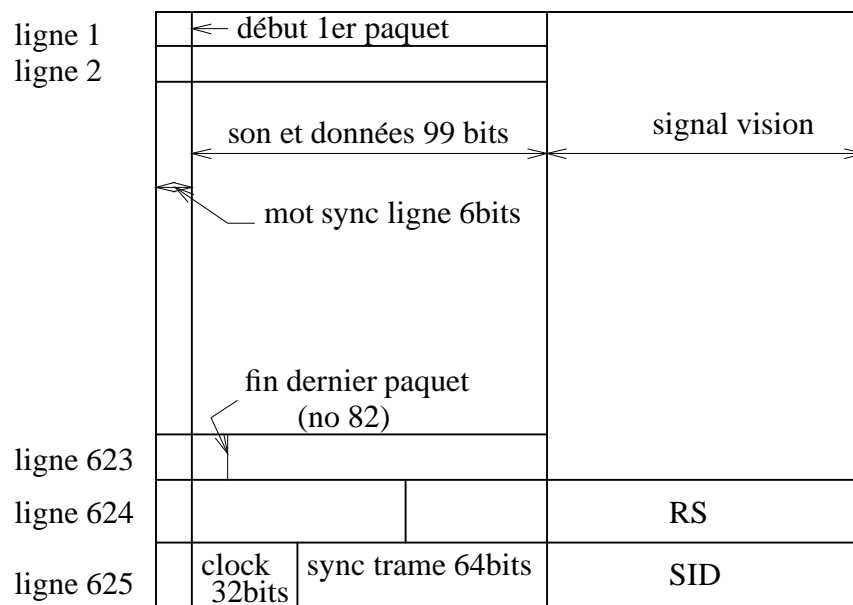 ligne 1
début 1er paquet
ligne 2
son et données 99 bits
signal vision
mot sync ligne 6bits
fin dernier paquet
(no 82)
ligne 623
ligne 624
RS
ligne 625
clock
32bits
sync trame 64bits
SID